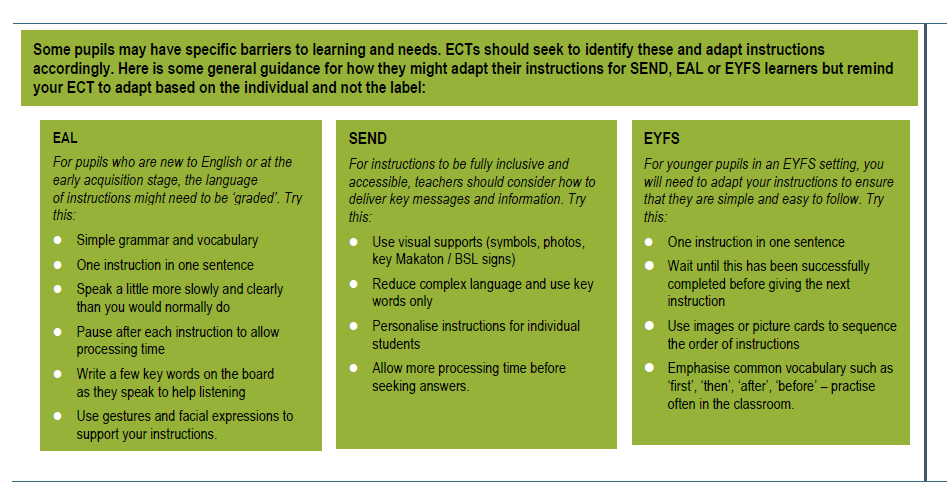 Some pupils may have specific barriers to learning and needs. ECTs should seek to identify these and adapt instructions
accordingly. Here is some general guidance for how they might adapt their instructions for SEND, EAL or EYFS learners but remind
your ECT to adapt based on the individual and not the label:
EAL
For pupils who are new to English or at the
early acquisition stage, the language
of instructions might need to be ‘graded’. Try
this:
● Simple grammar and vocabulary
● One instruction in one sentence
● Speak a little more slowly and clearly
than you would normally do
● Pause after each instruction to allow
processing time
● Write a few key words on the board
as they speak to help listening
● Use gestures and facial expressions to
support your instructions.
SEND
For instructions to be fully inclusive and
accessible, teachers should consider how to
deliver key messages and information. Try
this:
● Use visual supports (symbols, photos,
key Makaton / BSL signs)
● Reduce complex language and use key
words only
● Personalise instructions for individual
students
● Allow more processing time before
seeking answers.
EYFS
For younger pupils in an EYFS setting, you
will need to adapt your instructions to ensure
that they are simple and easy to follow. Try
this:
● One instruction in one sentence
● Wait until this has been successfully
completed before giving the next
instruction
● Use images or picture cards to sequence
the order of instructions
● Emphasise common vocabulary such as
‘first’, ‘then’, ‘after’, ‘before’ – practise
often in the classroom.